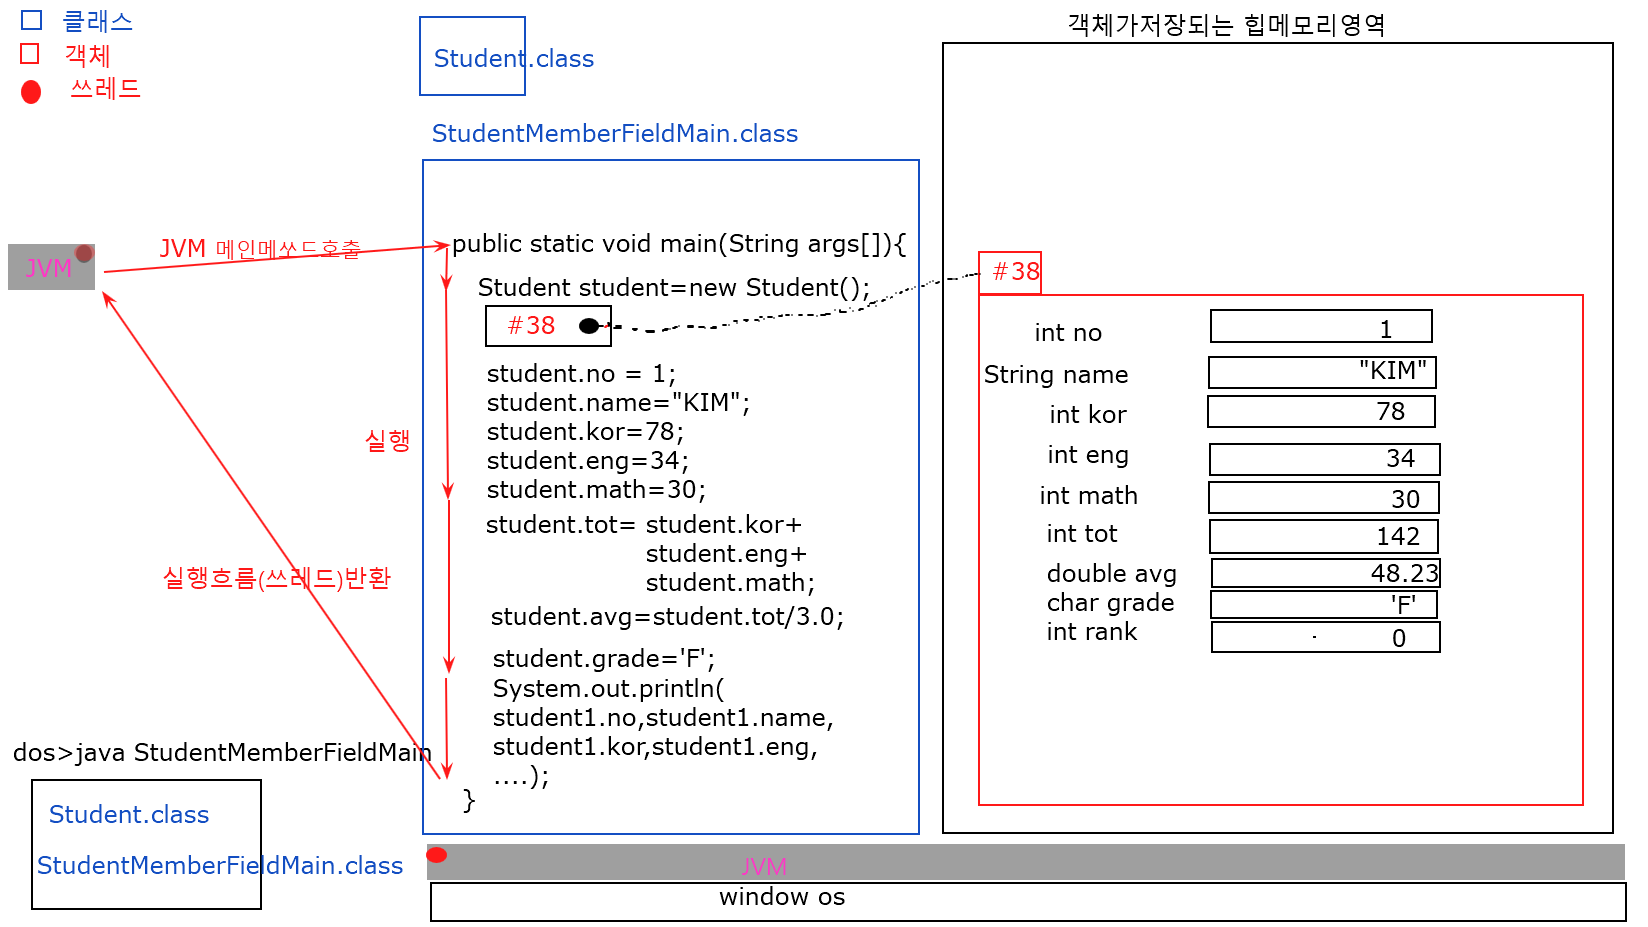 클래스
객체
쓰레드
Student.class
StudentMemberFieldMain.class
JVM
JVM 메인메쏘드호출
public static void main(String args[]){
Student student=new Student();
#38
student.no = 1;
student.name="KIM";
student.kor=78;
student.eng=34;
student.math=30;
student.tot= student.kor+
student.eng+
student.math;
student.avg=student.tot/3.0;
student.grade='F';
System.out.println(
student1.no,student1.name,
student1.kor,student1.eng,
....);
}
실행
실행흐름(쓰레드)반환
dos>java StudentMemberFieldMain
Student.class
StudentMemberFieldMain.class
객체가저장되는 힙메모리영역
#38
int no 1
String name "KIM"
int kor 78
int eng 34
int math 30
int tot 142
double avg 48.23
char grade 'F'
int rank 0
JVM
window os